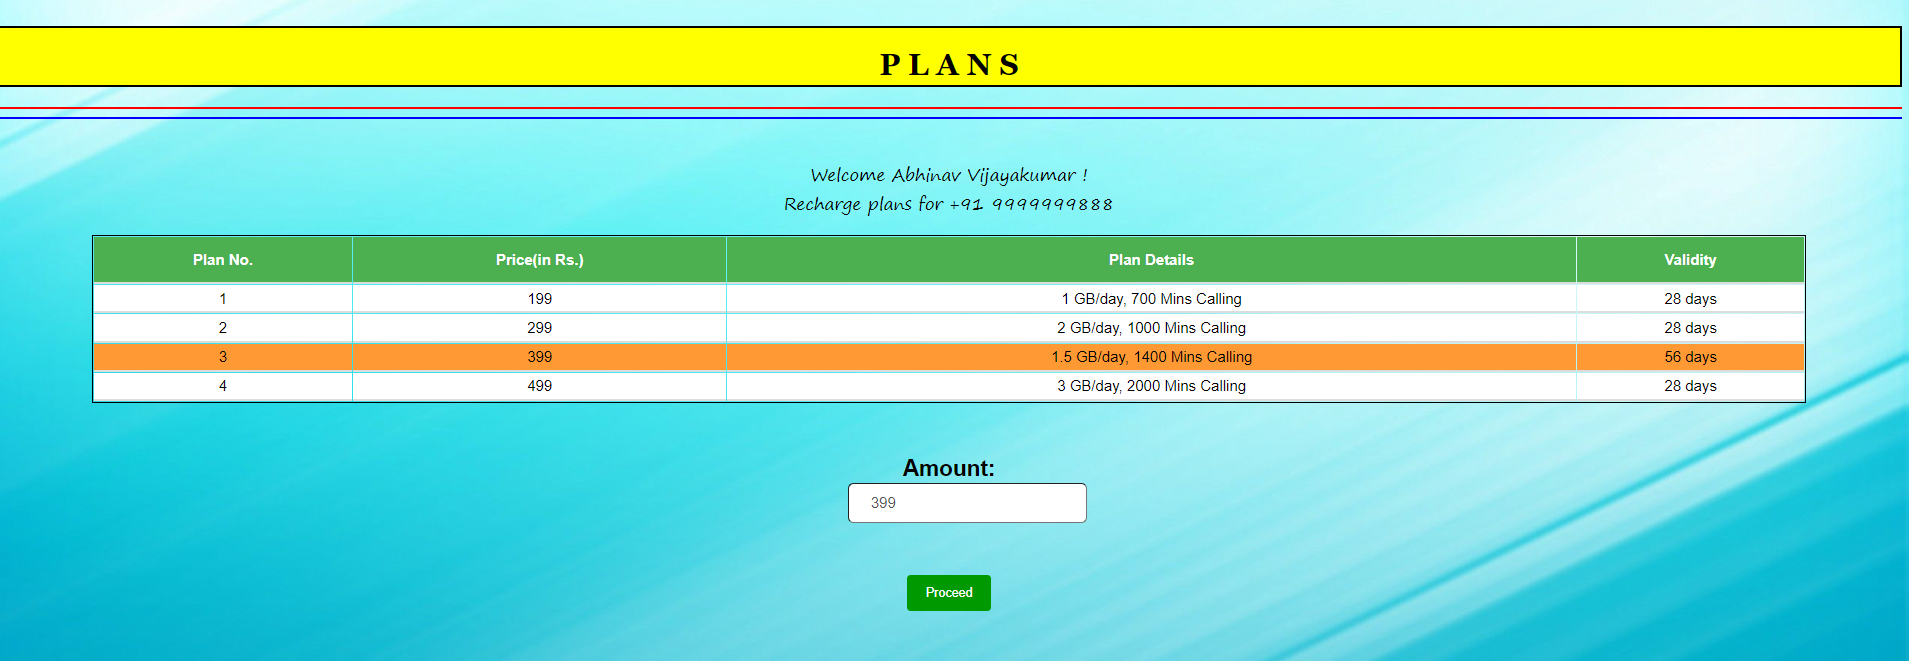 PLANS
Welcome Abhinav Vijayakumar !
Recharge plans for +91 9999999888
Plan No. Price(in Rs.) Plan Details Validity
1 199 1 GB/day, 700 Mins Calling 28 days
2 299 2 GB/day, 1000 Mins Calling 28 days
3 399 1.5 GB/day, 1400 Mins Calling 56 days
4 499 3 GB/day, 2000 Mins Calling 28 days
Amount:
399
Proceed